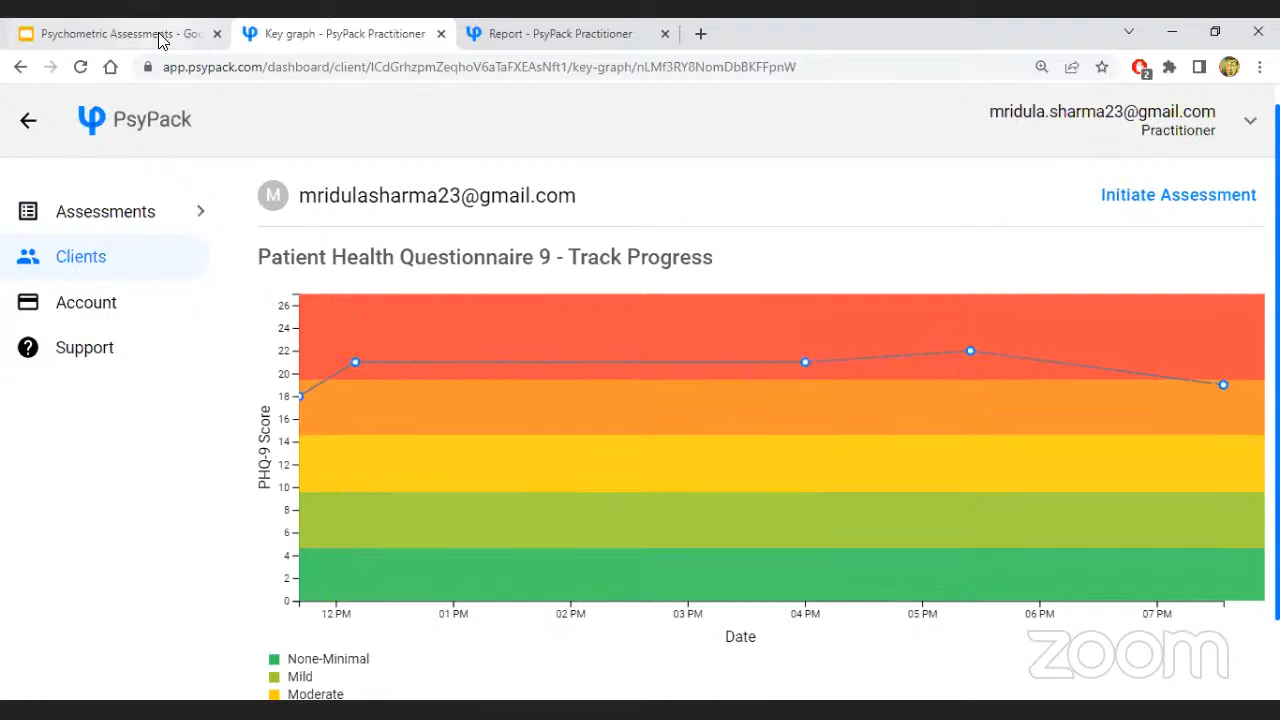 Psychometric Assessments - Goo
Key graph - PsyPack Practitioner
Report - PsyPack Practitioner
app.psypack.com/dashboard/client/lCdGrhzpmZeqhoV6aTaFXEAsNft1/key-graph/nLMf3RY8NomDbBKFFpnW
2
PsyPack
mridula.sharma23@gmail.com
Practitioner
Assessments
Clients
Account
Support
M mridulasharma23@gmail.com
Initiate Assessment
Patient Health Questionnaire 9 - Track Progress
PHQ-9 Score
26
24
22
20
18
16
14
12
10
8
6
4
2
0
12 PM 01 PM 02 PM 03 PM 04 PM 05 PM 06 PM 07 PM
Date
None-Minimal
Mild
Moderate
zoom